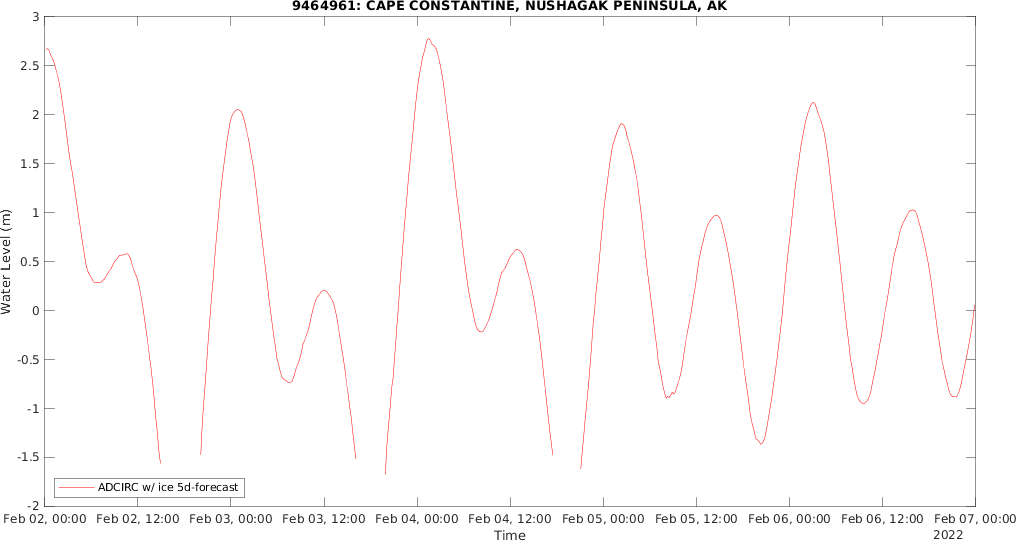 9464961: CAPE CONSTANTINE, NUSHAGAK PENINSULA, AK
3
2.5
2
1.5
1
0.5
0
-0.5
-1
-1.5
-2
Water Level (m)
ADCIRC w/ ice 5d-forecast
Feb 02, 00:00 Feb 02, 12:00 Feb 03, 00:00 Feb 03, 12:00 Feb 04, 00:00 Feb 04, 12:00 Feb 05, 00:00 Feb 05, 12:00 Feb 06, 00:00 Feb 06, 12:00 Feb 07, 00:00
Time
2022